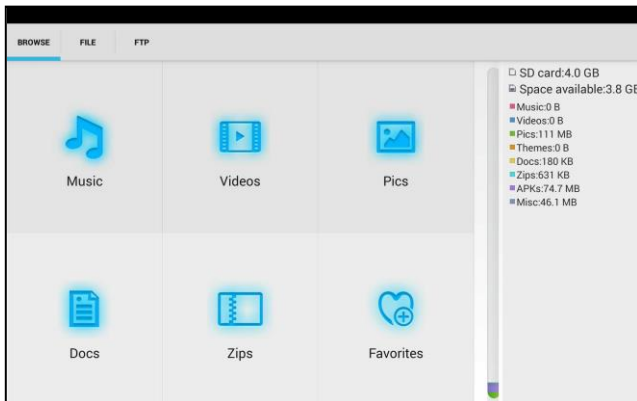 BROWSE FILE FTP
SD card:4.0 GB
Space available:3.8 GB
Music:0 B
Videos:0 B
Pics:111 MB
Themes:0 B
Docs:180 KB
Zips:631 KB
APKs:74.7 MB
Misc:46.1 MB
Music Videos Pics
Docs Zips Favorites